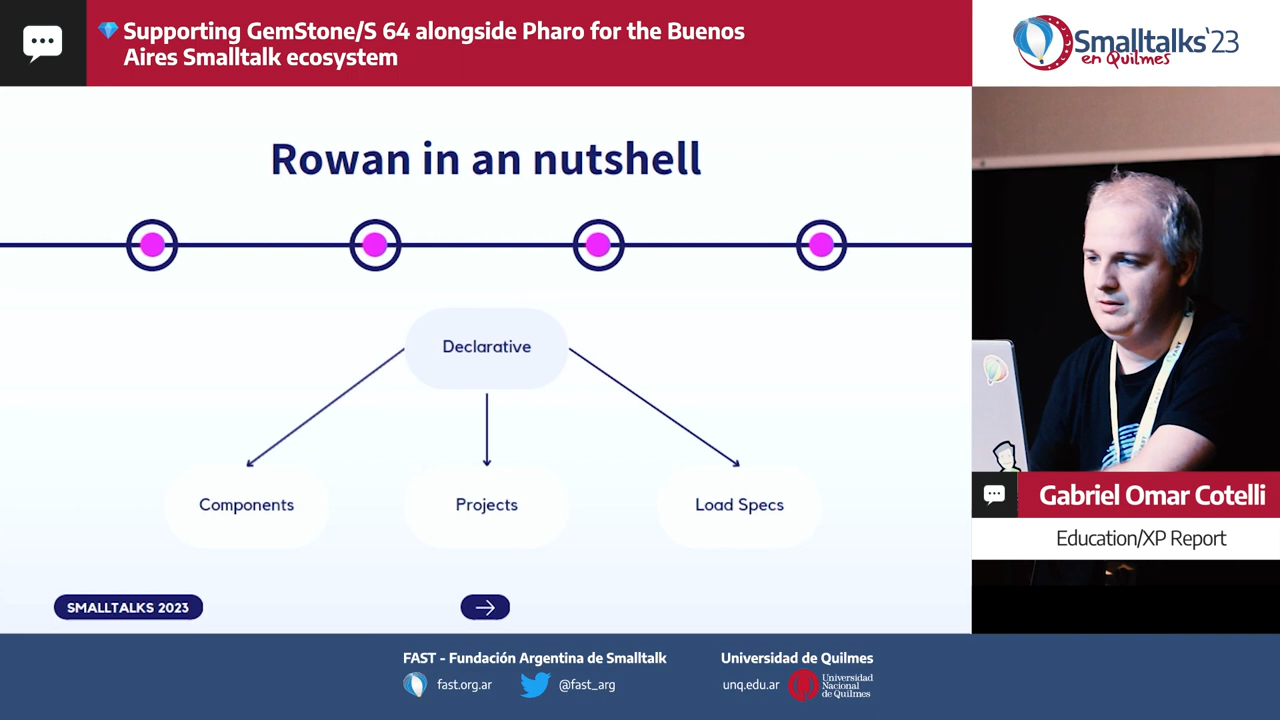 Supporting GemStone/S 64 alongside Pharo for the Buenos
Aires Smalltalk ecosystem
Smalltalks'23
en Quilmes
Rowan in an nutshell
Declarative
Components
Projects
Load Specs
SMALLTALKS 2023
Gabriel Omar Cotelli
Education/XP Report
FAST - Fundación Argentina de Smalltalk
fast.org.ar
@fast_arg
Universidad de Quilmes
unq.edu.ar
Universidad
Nacional
de Quilmes